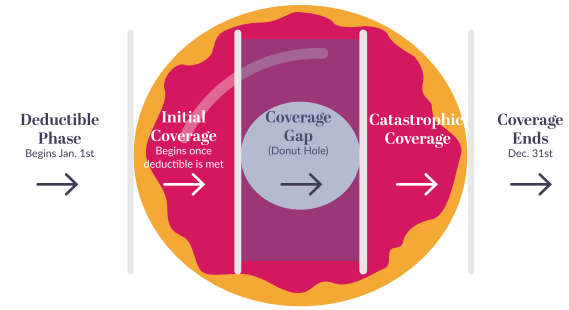 Deductible
Phase
Begins Jan. 1st
Initial
Coverage
Begins once
deductible is met
Coverage
Gap
(Donut Hole)
Catastrophic
Coverage
Coverage
Ends
Dec. 31st